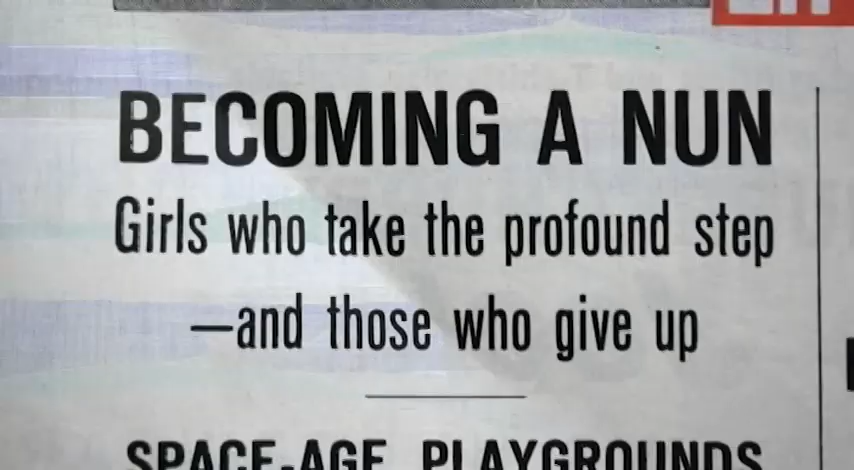 BECOMING A NUN
Girls who take the profound step
—and those who give up
SPACE-AGE PLAYGROUNDS